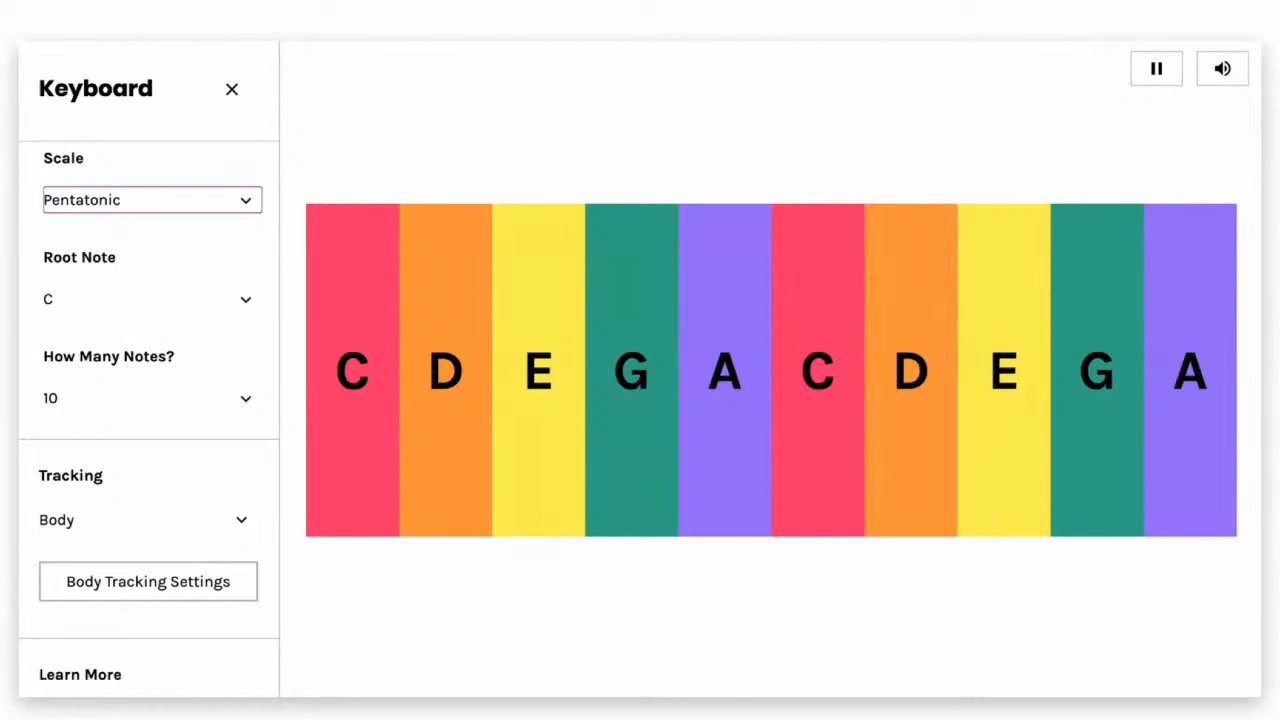 Keyboard
Scale
Pentatonic
Root Note
C
How Many Notes?
10
Tracking
Body
Body Tracking Settings
Learn More
C D E G A C D E G A